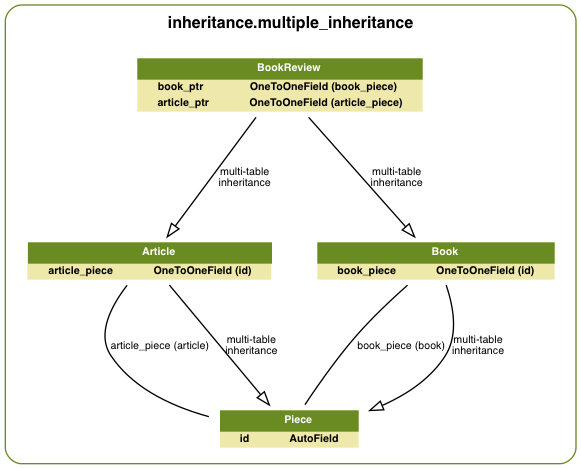 inheritance.multiple_inheritance
BookReview
book_ptr OneToOneField (book_piece)
article_ptr OneToOneField (article_piece)
multi-table
inheritance
multi-table
inheritance
Article
article_piece OneToOneField (id)
Book
book_piece OneToOneField (id)
article_piece (article)
multi-table
inheritance
book_piece (book)
multi-table
inheritance
Piece
id AutoField